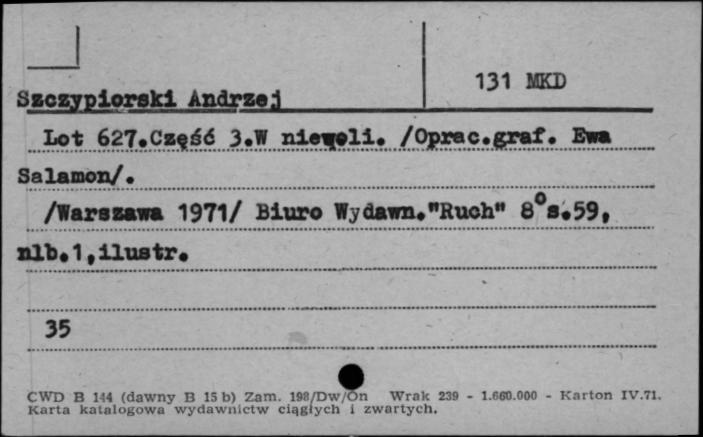 131 MKD
Szczypiorski Andrzej
Lot 627.Część 3.W niewoli. /Oprac.graf. Ewa
Salamon/.
/Warszawa 1971/ Biuro Wydawn."Ruch" 8° s.59,
nlb.1,ilustr.
35
CWD B 144 (dawny B 15 b) Zam. 198/Dw/On Wrak 239 - 1.660.000 - Karton IV.71.
Karta katalogowa wydawnictw ciągłych i zwartych.